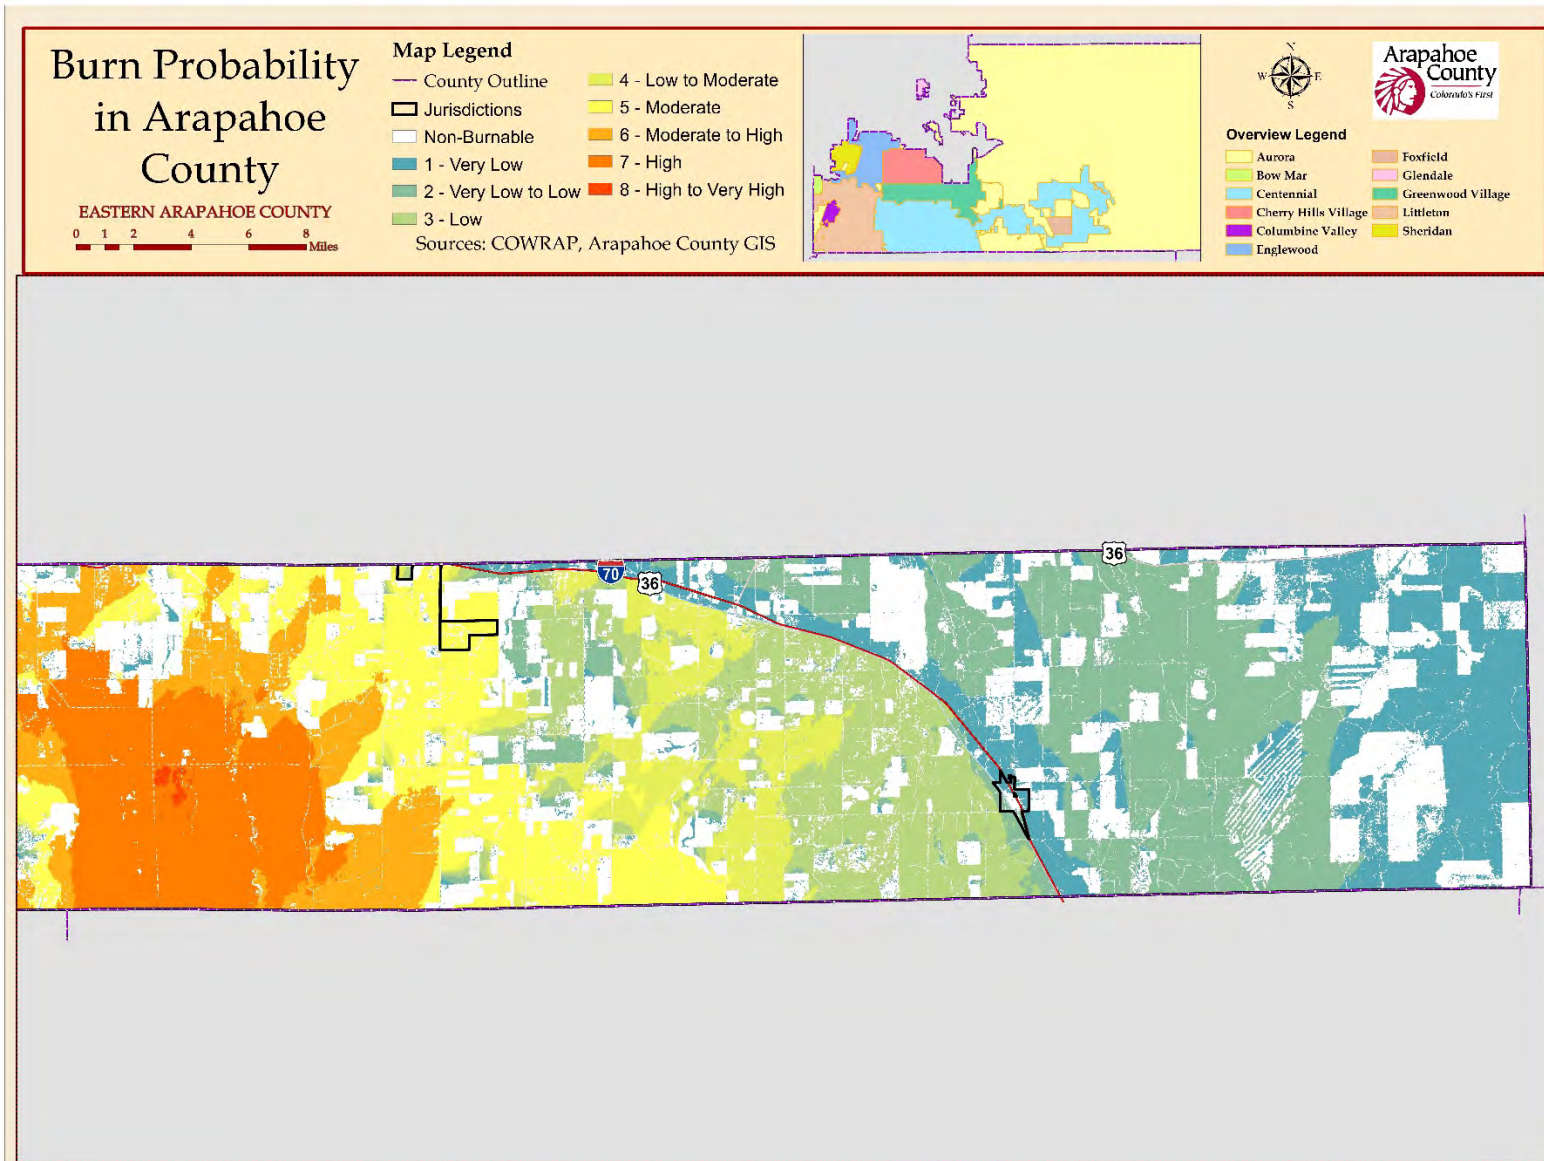 Burn Probability
in Arapahoe
County
EASTERN ARAPAHOE COUNTY
0 1 2 4 6 8
Miles
Map Legend
County Outline
Jurisdictions
Non-Burnable
1 - Very Low
2 - Very Low to Low
3 - Low
4 - Low to Moderate
5 - Moderate
6 - Moderate to High
7 - High
8 - High to Very High
Sources: COWRAP, Arapahoe County GIS
N
W E
S
Arapahoe
County
Colorado's First
Overview Legend
Aurora
Bow Mar
Centennial
Cherry Hills Village
Columbine Valley
Englewood
Foxfield
Glendale
Greenwood Village
Littleton
Sheridan
70
36
36